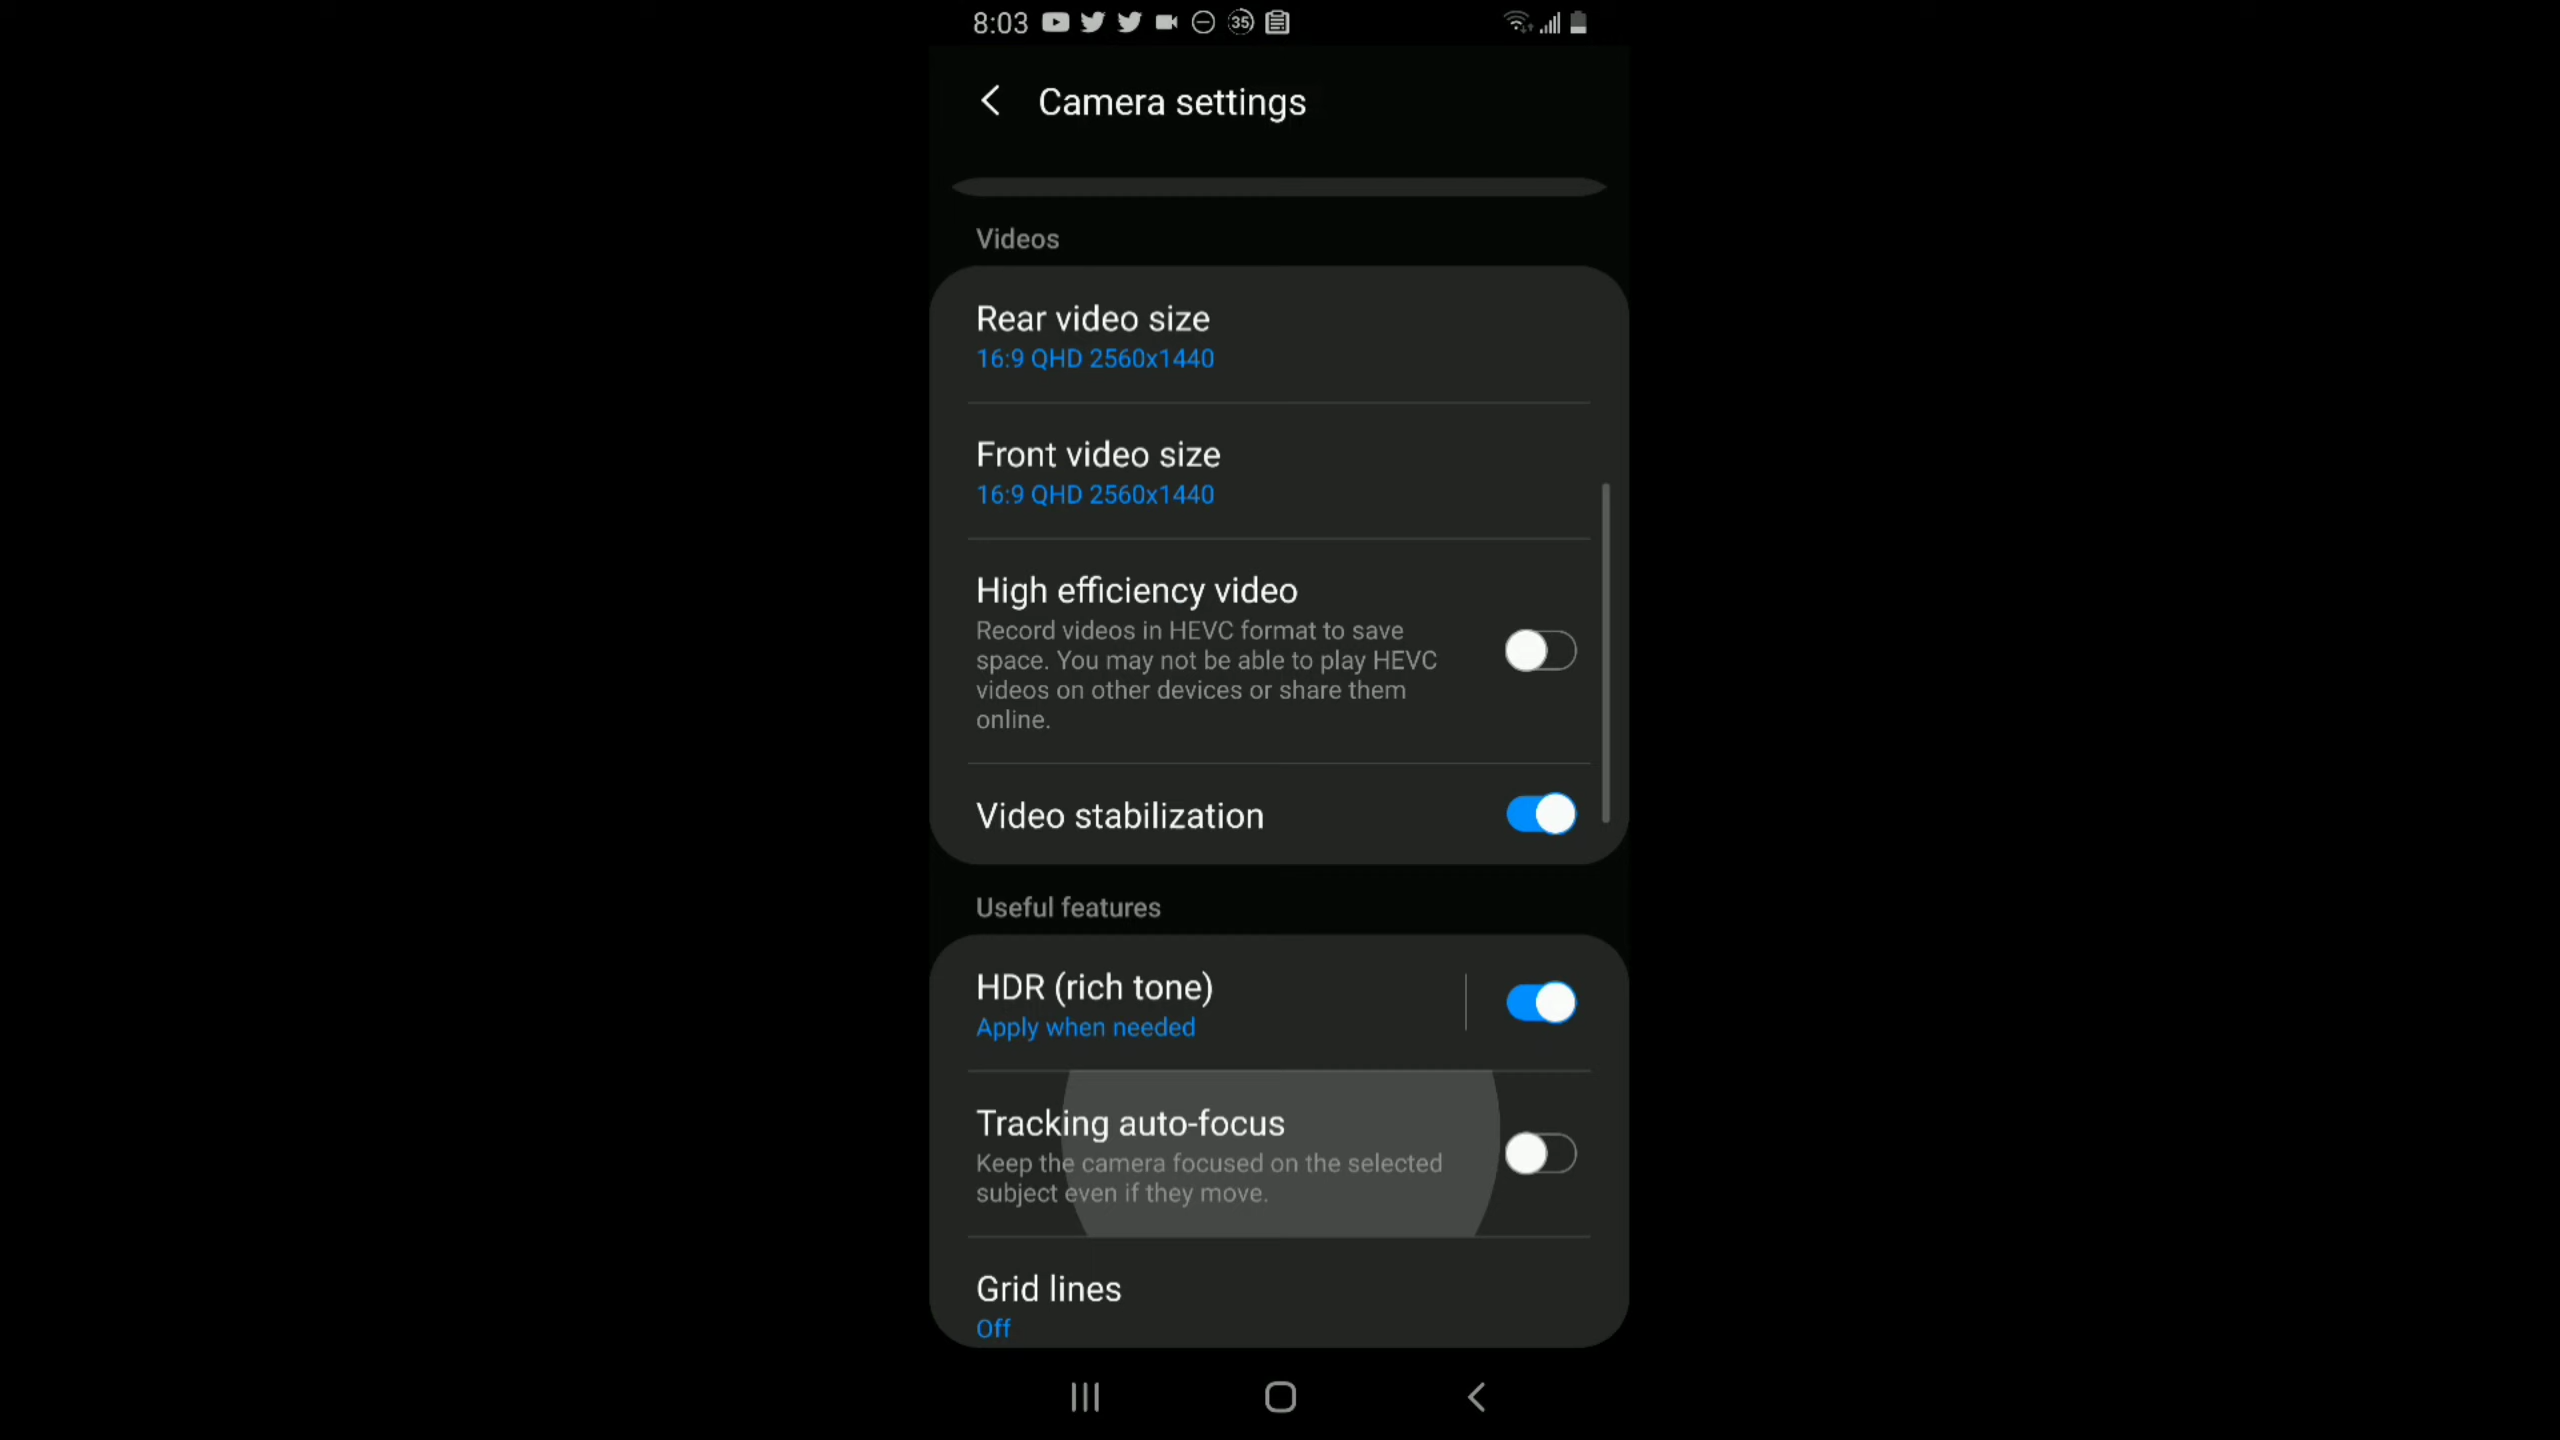 8:03 35
Camera settings
Videos
Rear video size
16:9 QHD 2560x1440
Front video size
16:9 QHD 2560x1440
High efficiency video
Record videos in HEVC format to save
space. You may not be able to play HEVC
videos on other devices or share them
online.
Video stabilization
Useful features
HDR (rich tone)
Apply when needed
Tracking auto-focus
Keep the camera focused on the selected
subject even if they move.
Grid lines
Off